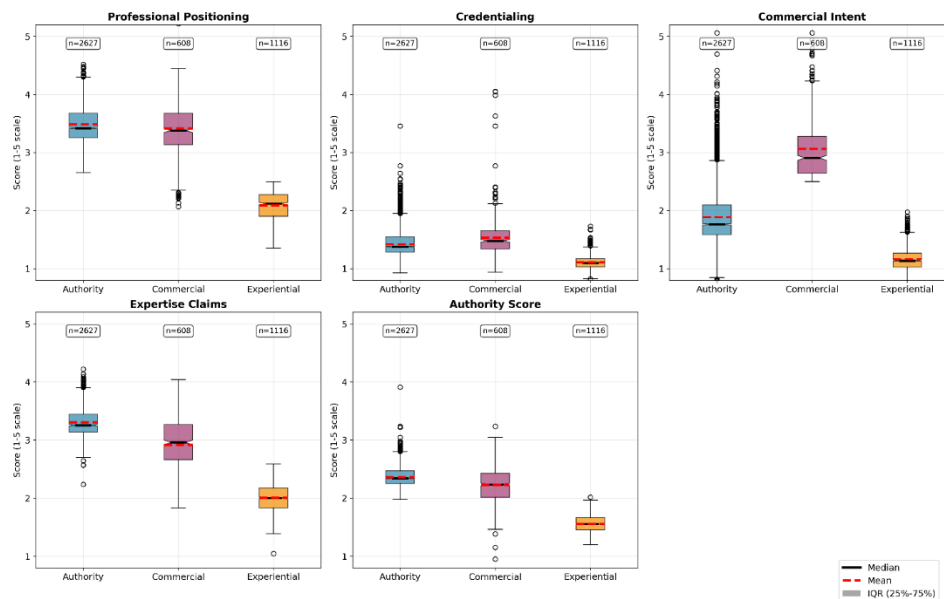 Professional Positioning
Score (1-5 scale)
5
4
3
2
1
n=2627
n=608
n=1116
Authority
Commercial
Experiential
Credentialing
Score (1-5 scale)
5
4
3
2
1
n=2627
n=608
n=1116
Authority
Commercial
Experiential
Commercial Intent
Score (1-5 scale)
5
4
3
2
1
n=2627
n=608
n=1116
Authority
Commercial
Experiential
Expertise Claims
Score (1-5 scale)
5
4
3
2
1
n=2627
n=608
n=1116
Authority
Commercial
Experiential
Authority Score
Score (1-5 scale)
5
4
3
2
1
n=2627
n=608
n=1116
Authority
Commercial
Experiential
Median
Mean
IQR (25%-75%)